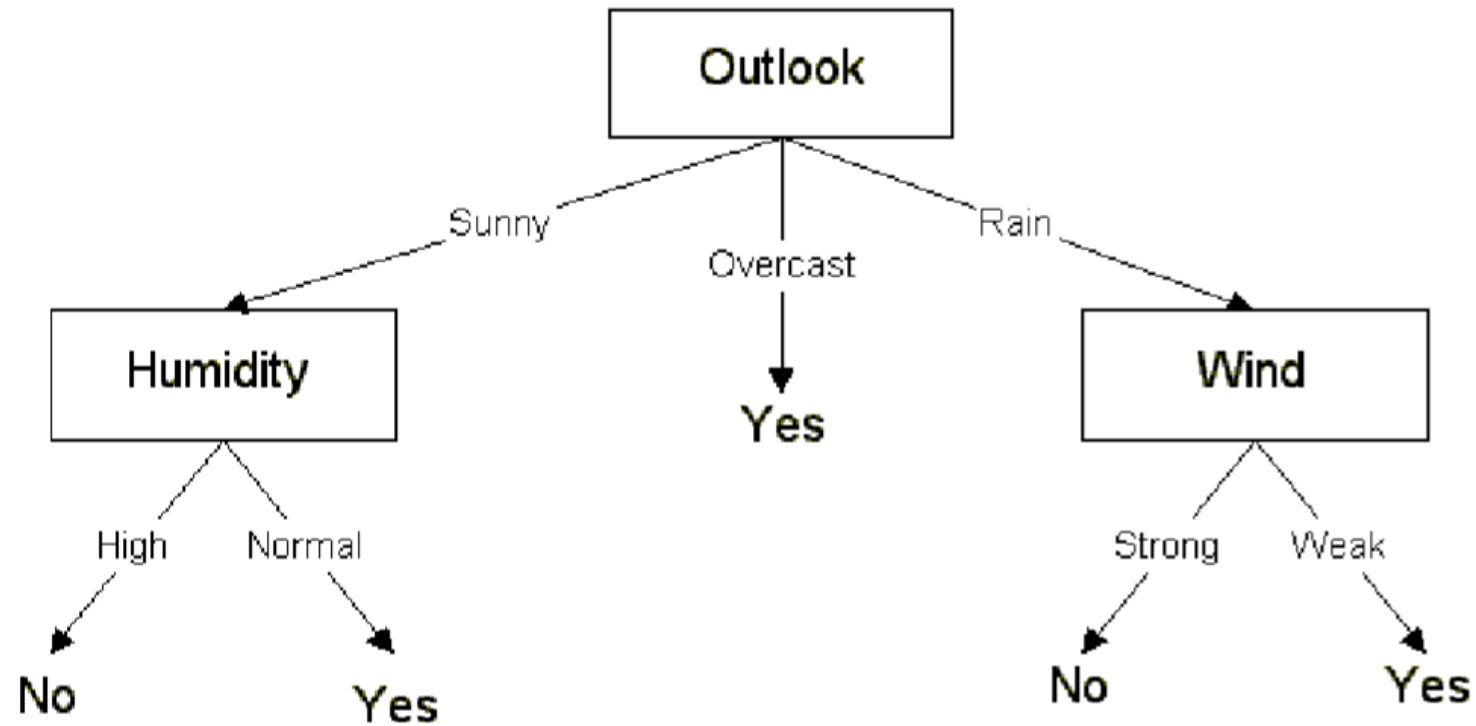 Outlook
Sunny
Overcast
Rain
Humidity
Yes
Wind
High
Normal
Strong
Weak
No
Yes
No
Yes